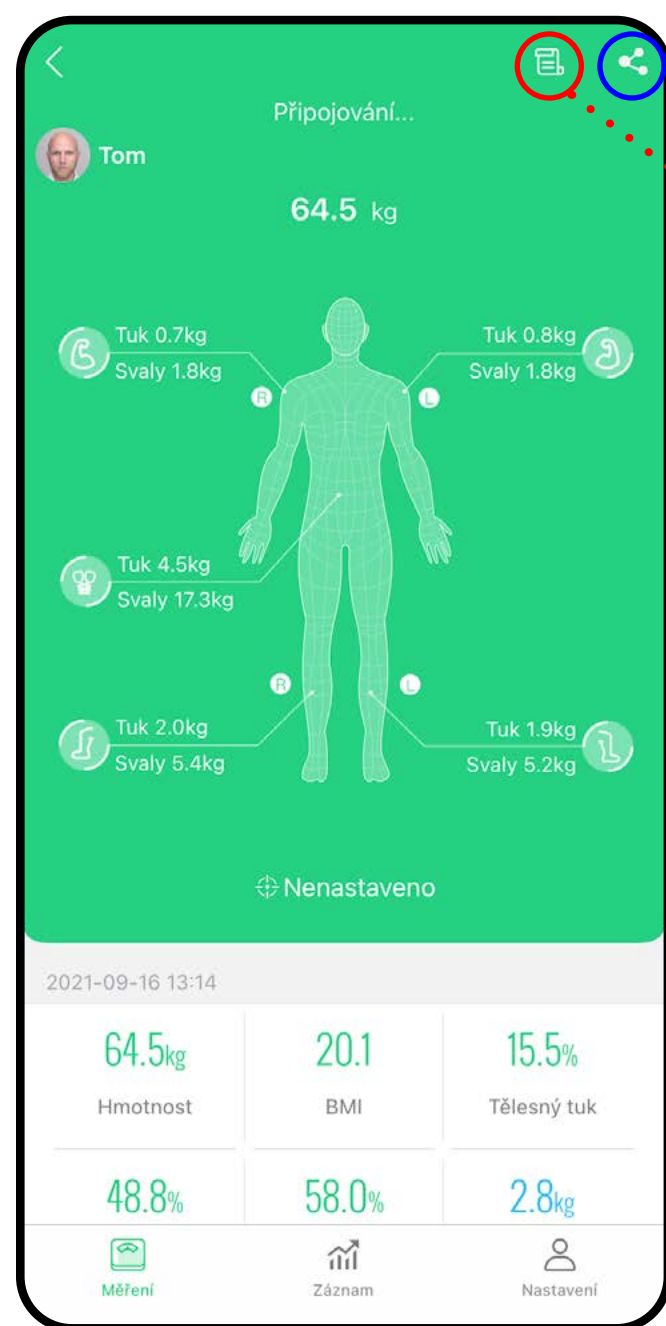 Připojování...
Tom
64.5 kg
Tuk 0.7kg
Svaly 1.8kg
Tuk 0.8kg
Svaly 1.8kg
R
L
Tuk 4.5kg
Svaly 17.3kg
R
L
Tuk 2.0kg
Svaly 5.4kg
Tuk 1.9kg
Svaly 5.2kg
Nenastaveno
2021-09-16 13:14
64.5kg 20.1 15.5%
Hmotnost BMI Tělesný tuk
48.8% 58.0% 2.8kg
Měření Záznam Nastavení